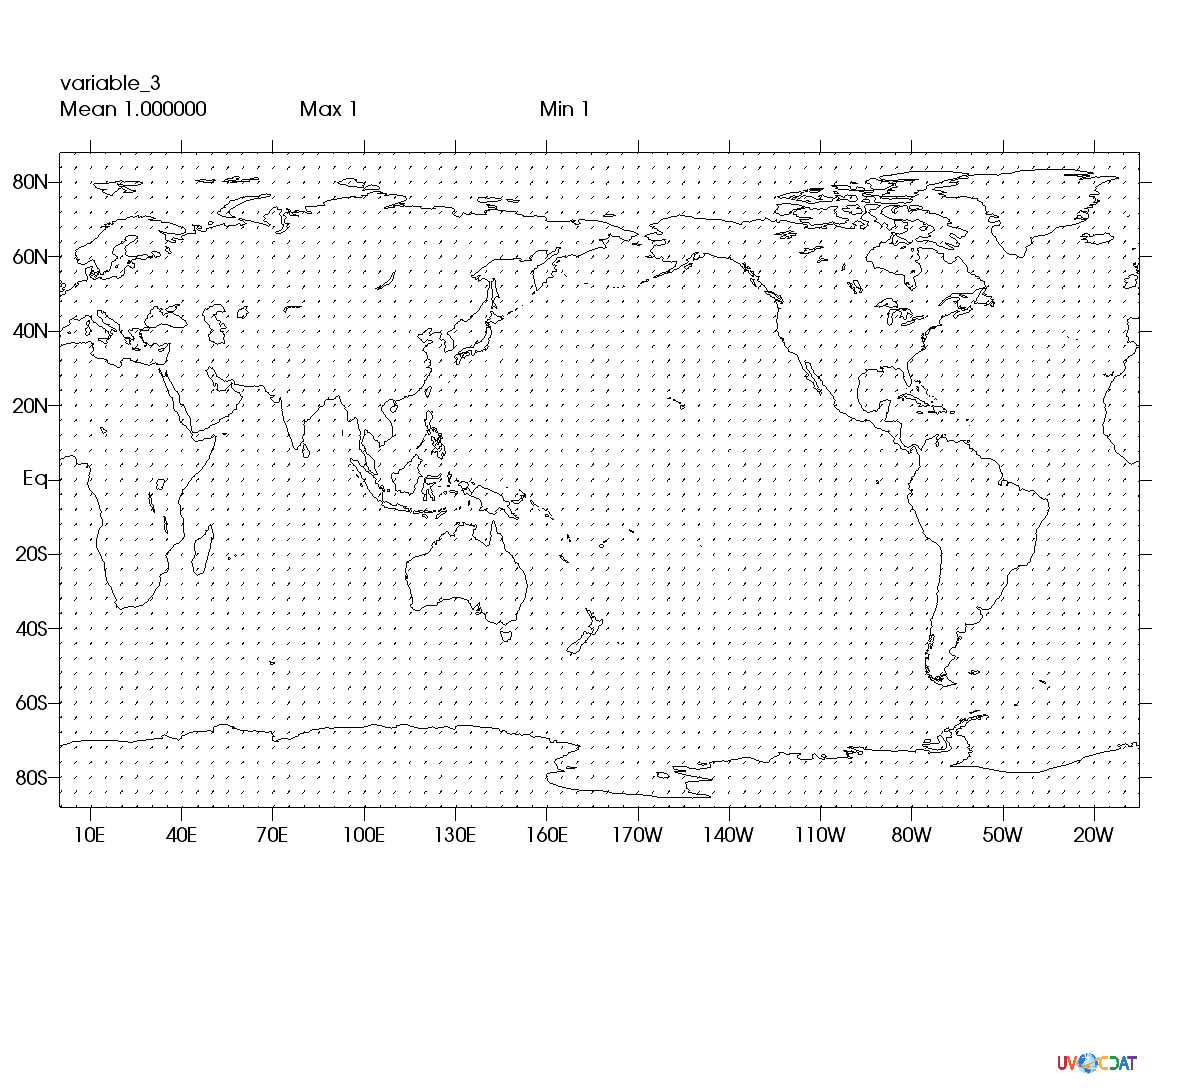 variable_3
Mean 1.000000 Max 1 Min 1
80N
60N
40N
20N
Eq
20S
40S
60S
80S
10E 40E 70E 100E 130E 160E 170W 140W 110W 80W 50W 20W
UV CDAT